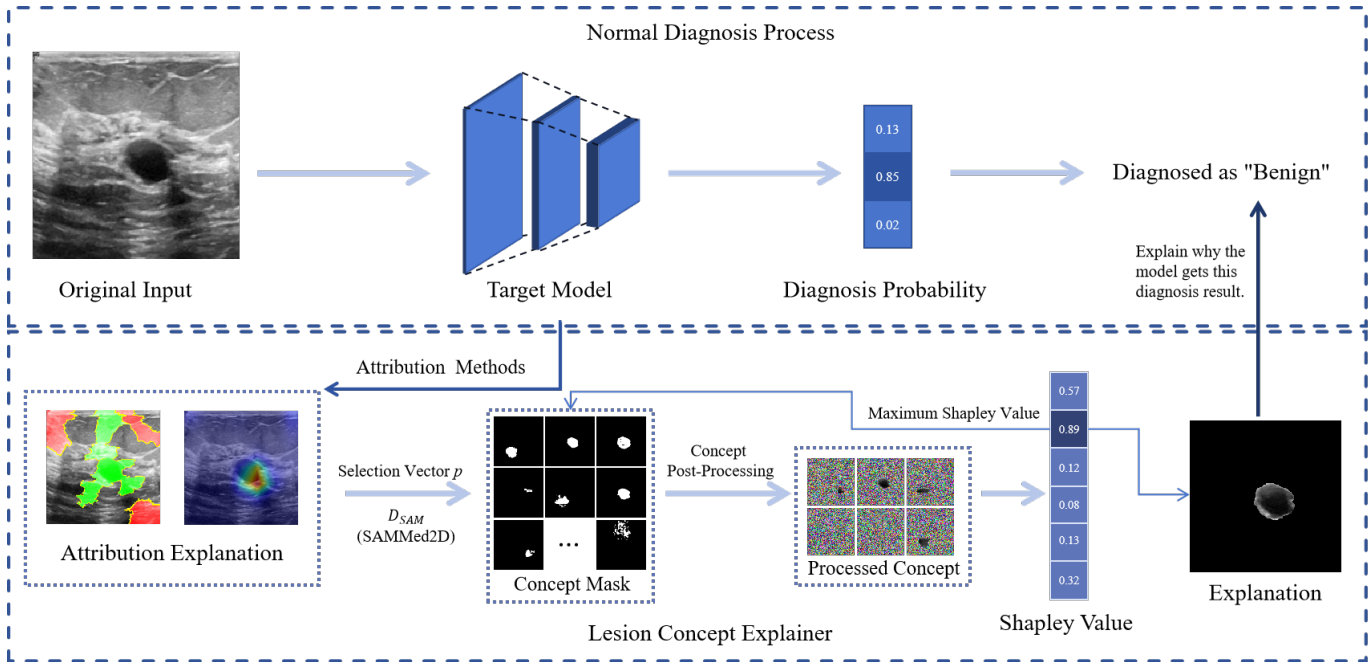 Normal Diagnosis Process
0.13
0.85
0.02
Diagnosed as "Benign"
Original Input
Target Model
Diagnosis Probability
Explain why the
model gets this
diagnosis result.
Attribution Methods
Attribution Explanation
Selection Vector p
D_SAM
(SAMMed2D)
...
Concept Mask
Concept
Post-Processing
Processed Concept
Maximum Shapley Value
0.57
0.89
0.12
0.08
0.13
0.32
Shapley Value
Explanation
Lesion Concept Explainer